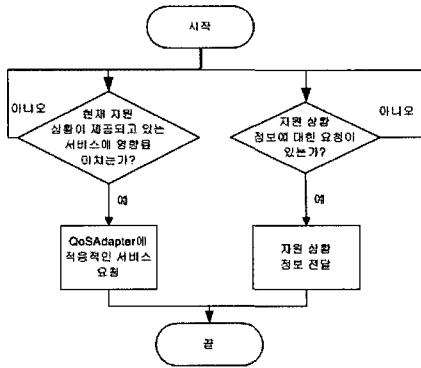 시작
아니오
현재 자원
상황이 제공되고 있는
서비스에 영향을
미치는가?
자원 상황
정보에 대한 요청이
있는가?
아니오
예
예
QoSAdapter에
적응적인 서비스
요청
자원 상황
정보 전달
끝